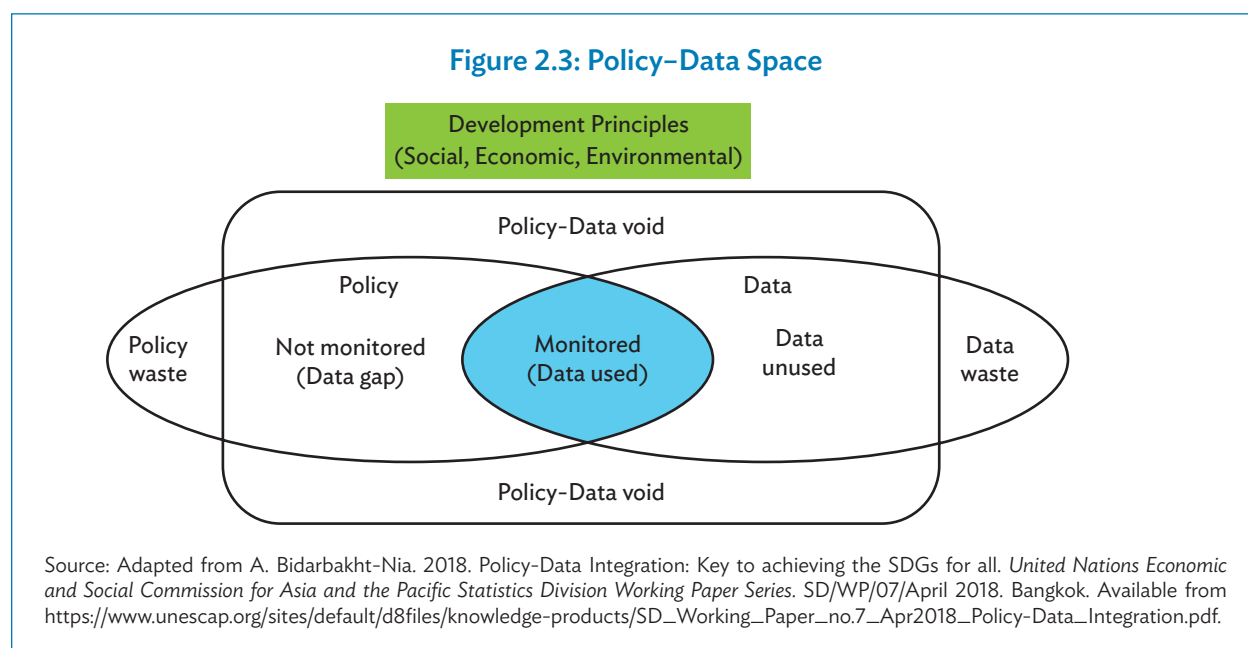 Figure 2.3: Policy–Data Space
Development Principles
(Social, Economic, Environmental)
Policy-Data void
Policy
Data
Policy
waste
Not monitored
(Data gap)
Monitored
(Data used)
Data
unused
Data
waste
Policy-Data void
Source: Adapted from A. Bidarbakht-Nia. 2018. Policy-Data Integration: Key to achieving the SDGs for all. United Nations Economic
and Social Commission for Asia and the Pacific Statistics Division Working Paper Series. SD/WP/07/April 2018. Bangkok. Available from
https://www.unescap.org/sites/default/d8files/knowledge-products/SD_Working_Paper_no.7_Apr2018_Policy-Data_Integration.pdf.